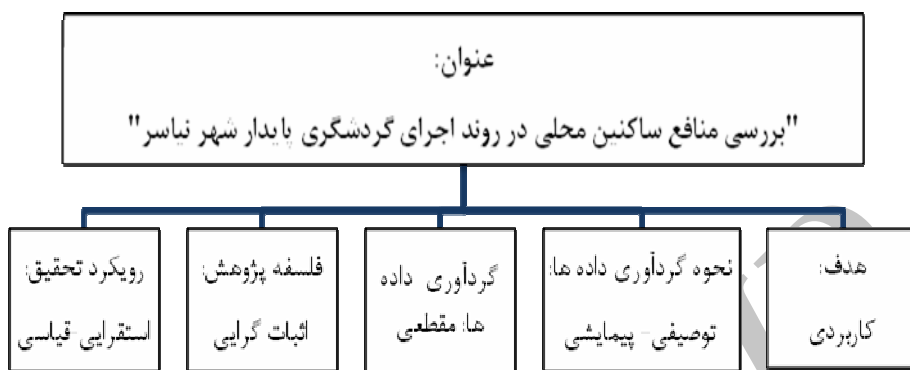 عنوان:
"بررسی منافع ساکنین محلی در روند اجرای گردشگری پایدار شهر نیاسر"
هدف:
کاربردی
نحوه گردآوری داده ها:
توصیفی- پیمایشی
گردآوری داده
ها: مقطعی
فلسفه پژوهش:
اثبات گرایی
رویکرد تحقیق:
استقرایی-قیاسی